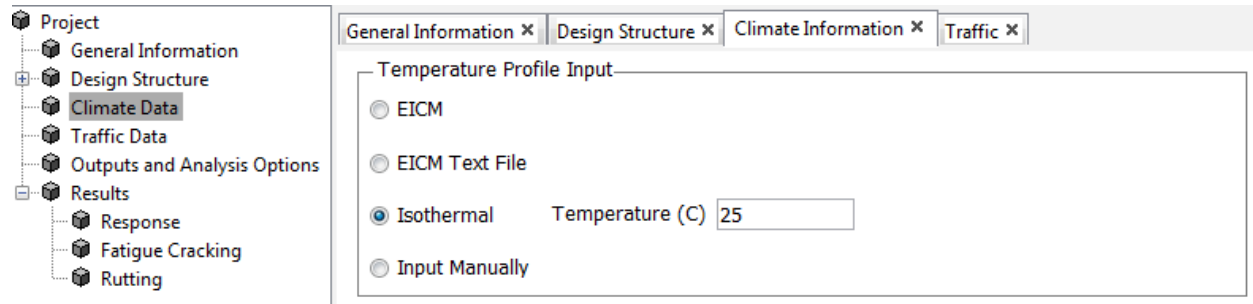 Project
General Information
Design Structure
Climate Data
Traffic Data
Outputs and Analysis Options
Results
Response
Fatigue Cracking
Rutting
General Information × Design Structure × Climate Information × Traffic ×
Temperature Profile Input
EICM
EICM Text File
Isothermal Temperature (C) 25
Input Manually